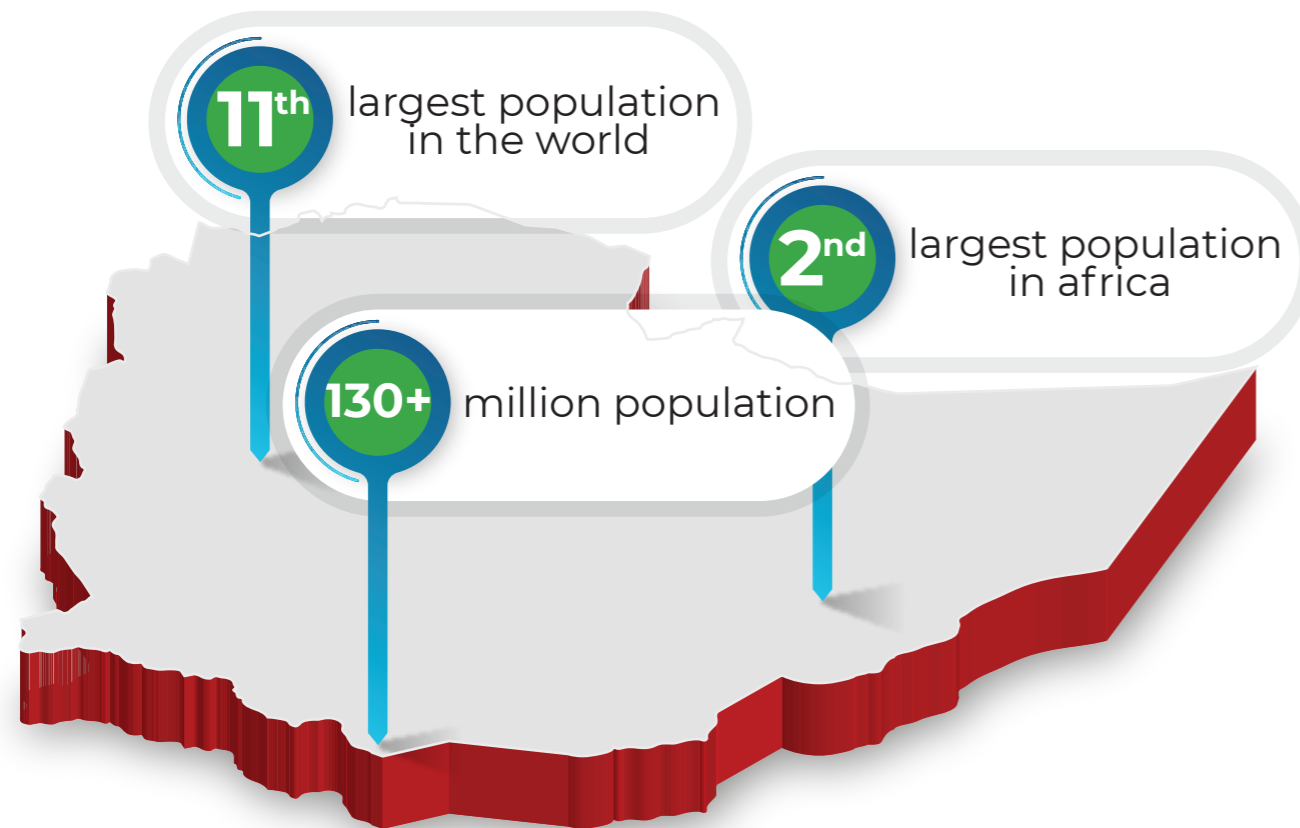 11th
largest population
in the world
2nd
largest population
in africa
130+ million population